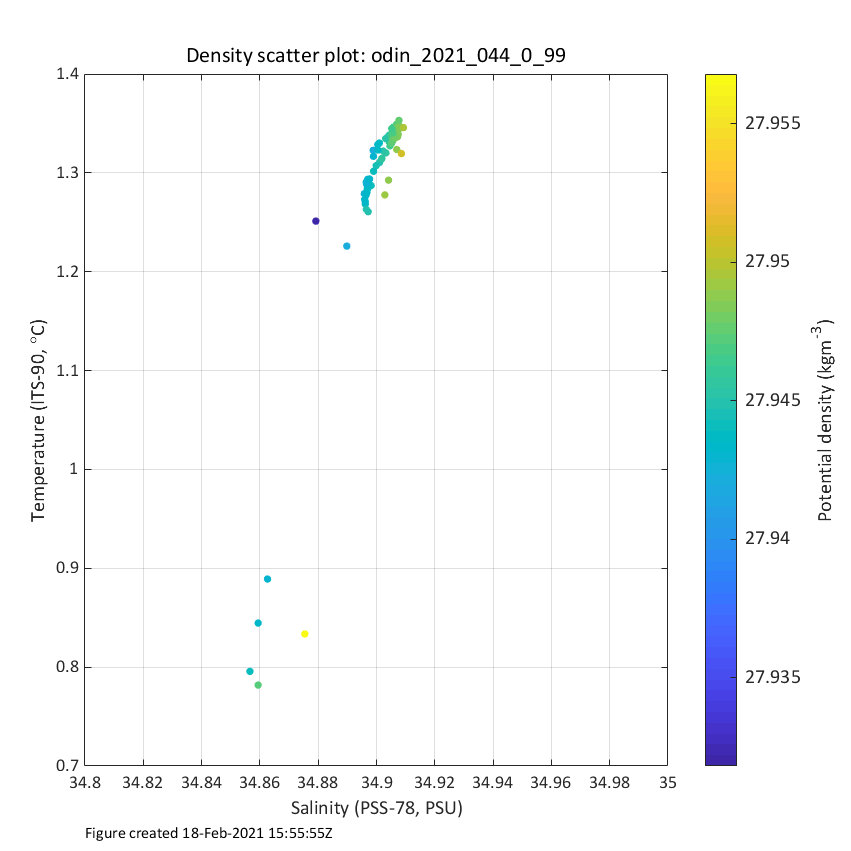 Density scatter plot: odin_2021_044_0_99
1.4
1.3
1.2
1.1
1
0.9
0.8
0.7
Temperature (ITS-90, °C)
34.8 34.82 34.84 34.86 34.88 34.9 34.92 34.94 34.96 34.98 35
Salinity (PSS-78, PSU)
27.955
27.95
27.945
27.94
27.935
Potential density (kgm-3)
Figure created 18-Feb-2021 15:55:55Z